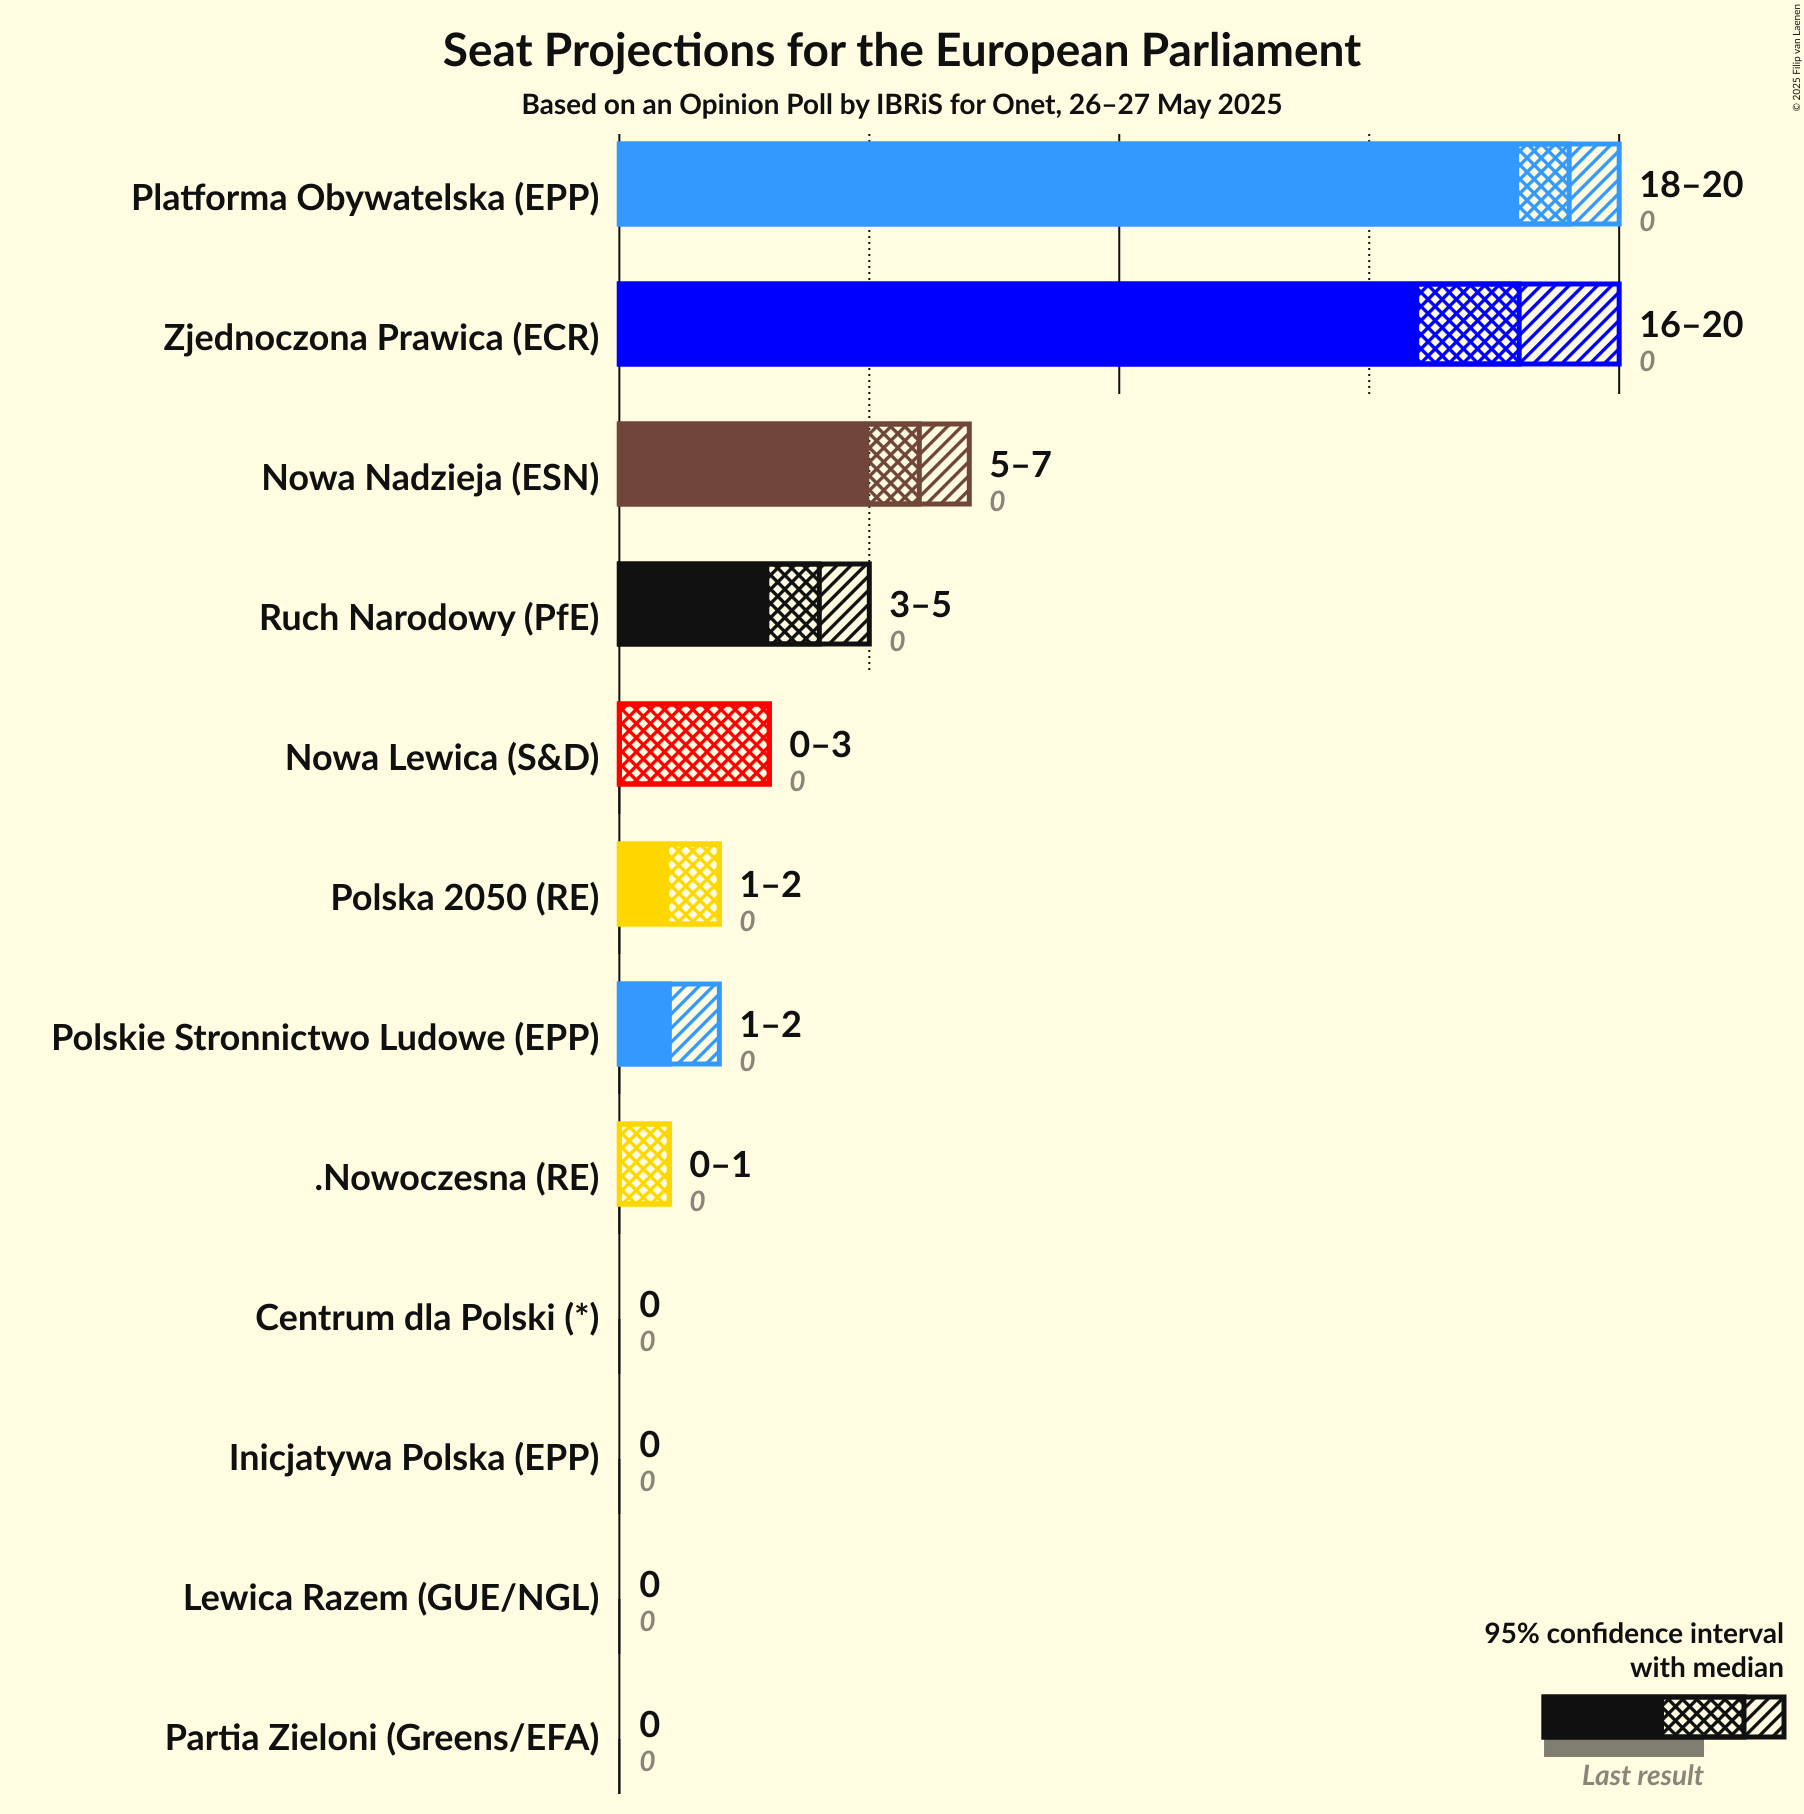 Seat Projections for the European Parliament
Based on an Opinion Poll by IBRiS for Onet, 26–27 May 2025
© 2025 Filip van Laenen
Platforma Obywatelska (EPP)
18–20
0
Zjednoczona Prawica (ECR)
16–20
0
Nowa Nadzieja (ESN)
5–7
0
Ruch Narodowy (PfE)
3–5
0
Nowa Lewica (S&D)
0–3
0
Polska 2050 (RE)
1–2
0
Polskie Stronnictwo Ludowe (EPP)
1–2
0
.Nowoczesna (RE)
0–1
0
Centrum dla Polski (*)
0
0
Inicjatywa Polska (EPP)
0
0
Lewica Razem (GUE/NGL)
0
0
Partia Zieloni (Greens/EFA)
0
0
95% confidence interval
with median
Last result